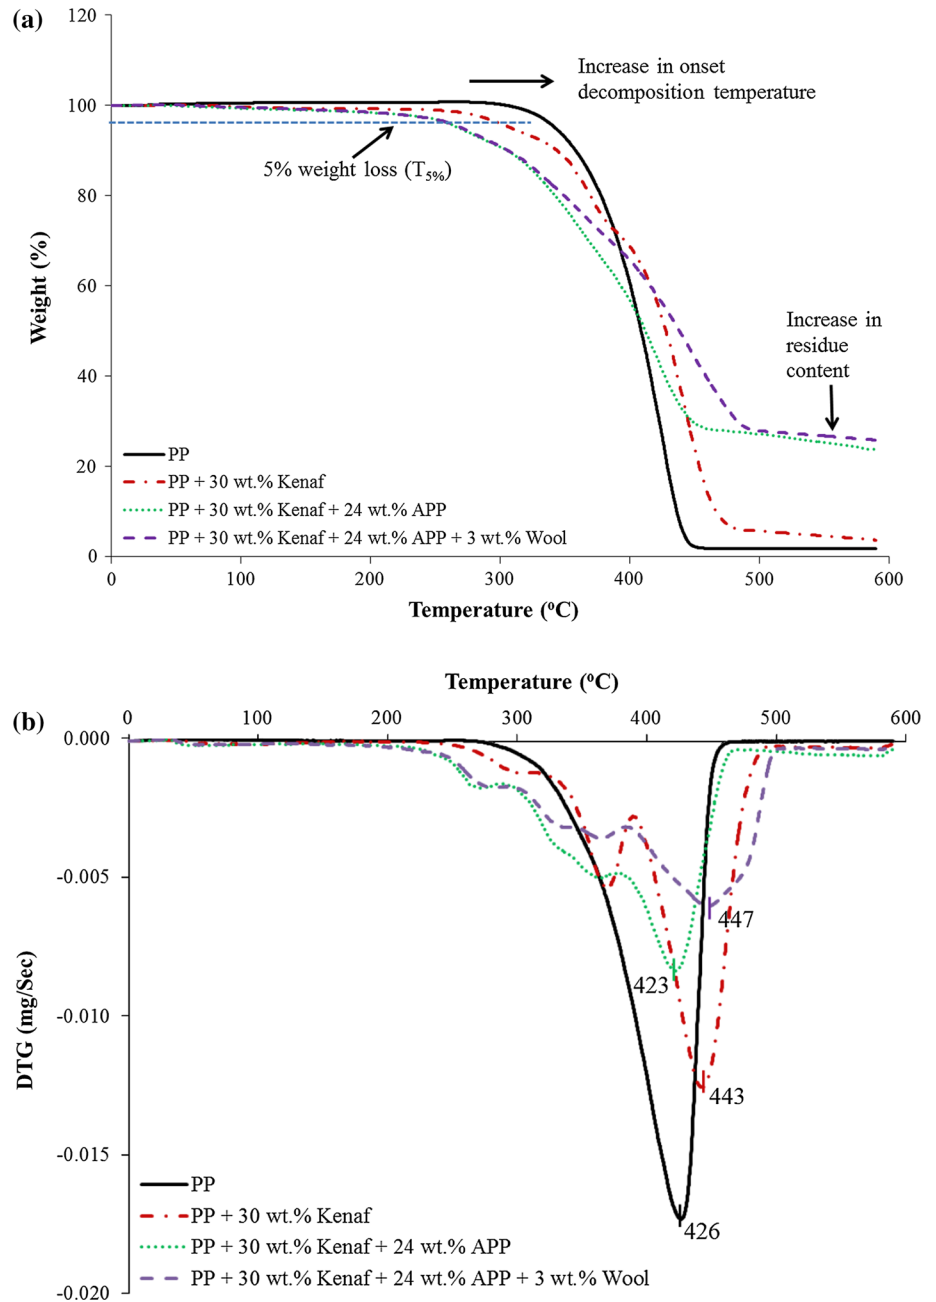 (a)
120
100
80
60
40
20
0
Weight (%)
Increase in onset
decomposition temperature
5% weight loss (T5%)
Increase in
residue
content
PP
PP + 30 wt.% Kenaf
PP + 30 wt.% Kenaf + 24 wt.% APP
PP + 30 wt.% Kenaf + 24 wt.% APP + 3 wt.% Wool
0 100 200 300 400 500 600
Temperature (⁰C)
(b)
Temperature (⁰C)
0 100 200 300 400 500 600
0.000
-0.005
-0.010
-0.015
-0.020
DTG (mg/Sec)
447
423
443
426
PP
PP + 30 wt.% Kenaf
PP + 30 wt.% Kenaf + 24 wt.% APP
PP + 30 wt.% Kenaf + 24 wt.% APP + 3 wt.% Wool